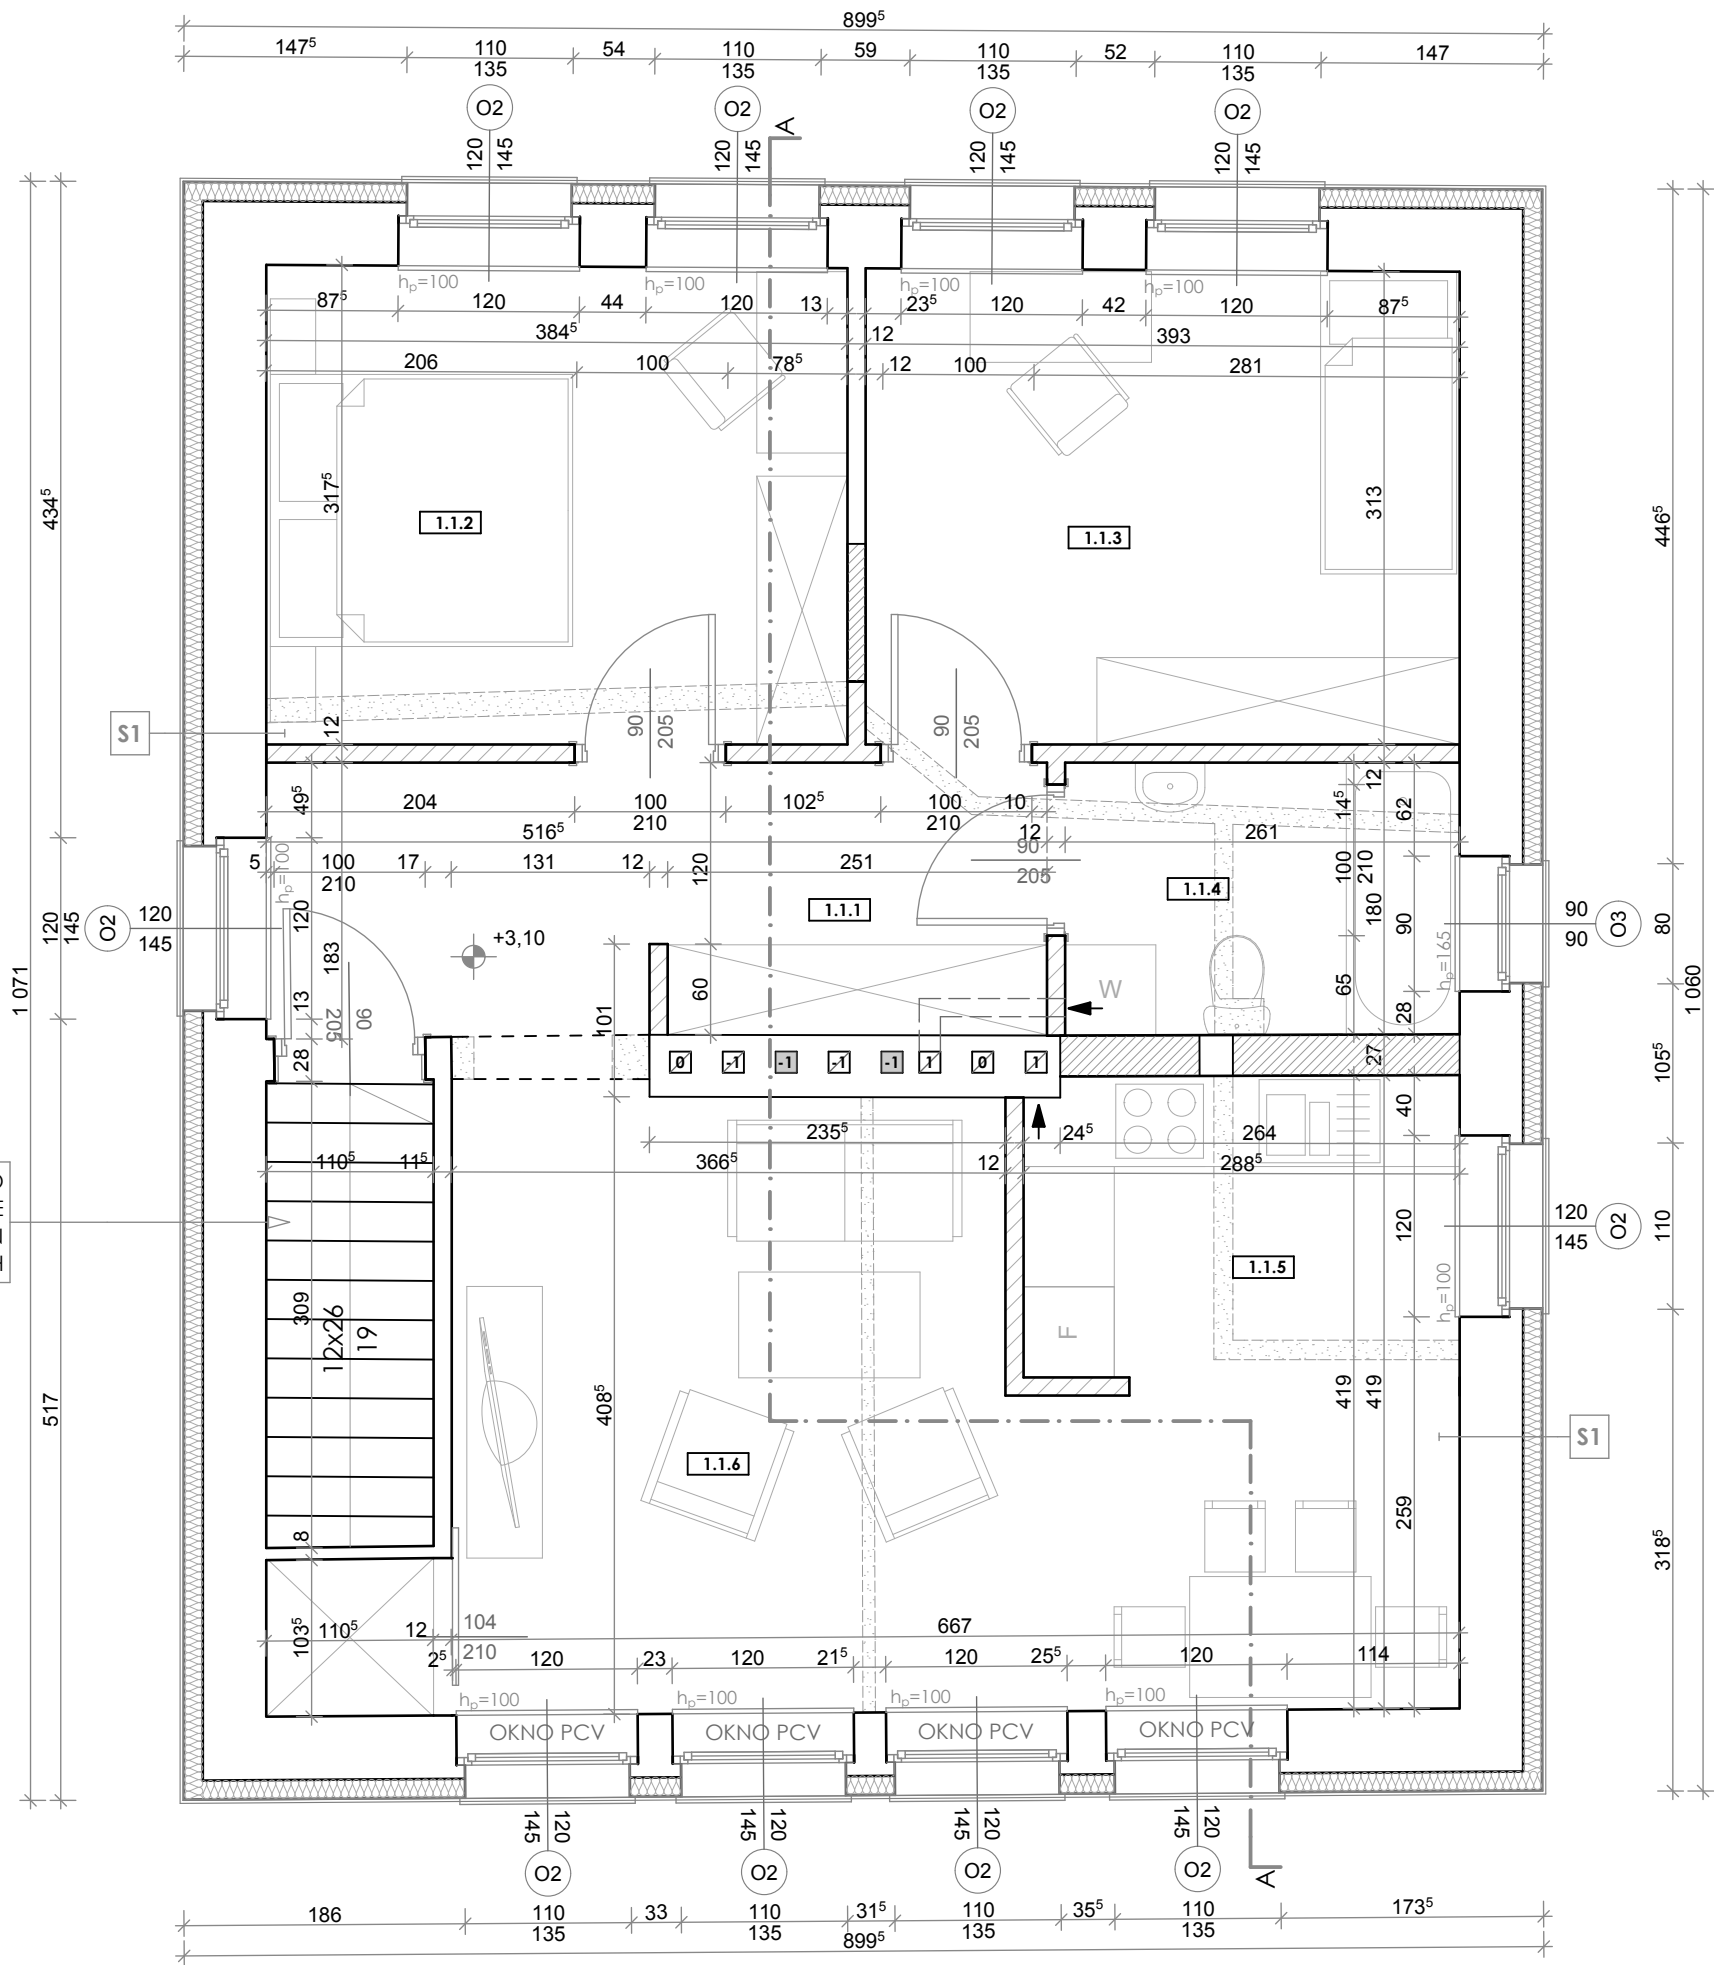 899⁵
147⁵ 110 54 110 59 110 52 110 147
135 135 135 135
O2 O2 O2 O2
120 145 120 145 120 145 120 145
A
hp=100 hp=100 hp=100 hp=100
87⁵ 120 44 120 13 23⁵ 120 42 120 87⁵
384⁵ 12 393
206 100 78⁵ 12 100 281
317⁵ 313
434⁵ 446⁵
1.1.2 1.1.3
90 205 90 205
S1
12
49⁵ 204 100 102⁵ 100 10 14⁵ 12 62
210 210
516⁵ 12 261
5 100 17 131 12 120 251 90 100 210
210 205
hp=100 120 183 1.1.1 1.1.4 180 90
O2 120 145
120 145
+3,10
90 90 O3 80
hp=165
1 071 1 060
13 90 205 101 60 W 65 28
28 0 -1 -1 -1 -1 1 0 1 27
105⁵
40
235⁵ 24⁵ 264
110⁵ 11⁵ 366⁵ 12 288⁵
120 120 145 O2 110
1.1.5
hp=100
309 12x26 19
F
517 408⁵ 419 419
S1
1.1.6
259
318⁵
8
103⁵ 110⁵ 12 104 667
210
2⁵ 120 23 120 21⁵ 120 25⁵ 120 114
hp=100 hp=100 hp=100 hp=100
OKNO PCV OKNO PCV OKNO PCV OKNO PCV
120 145 120 145 120 145 120 145
O2 O2 O2 O2
A
186 110 33 110 31⁵ 110 35⁵ 110 173⁵
135 135 135 135
899⁵